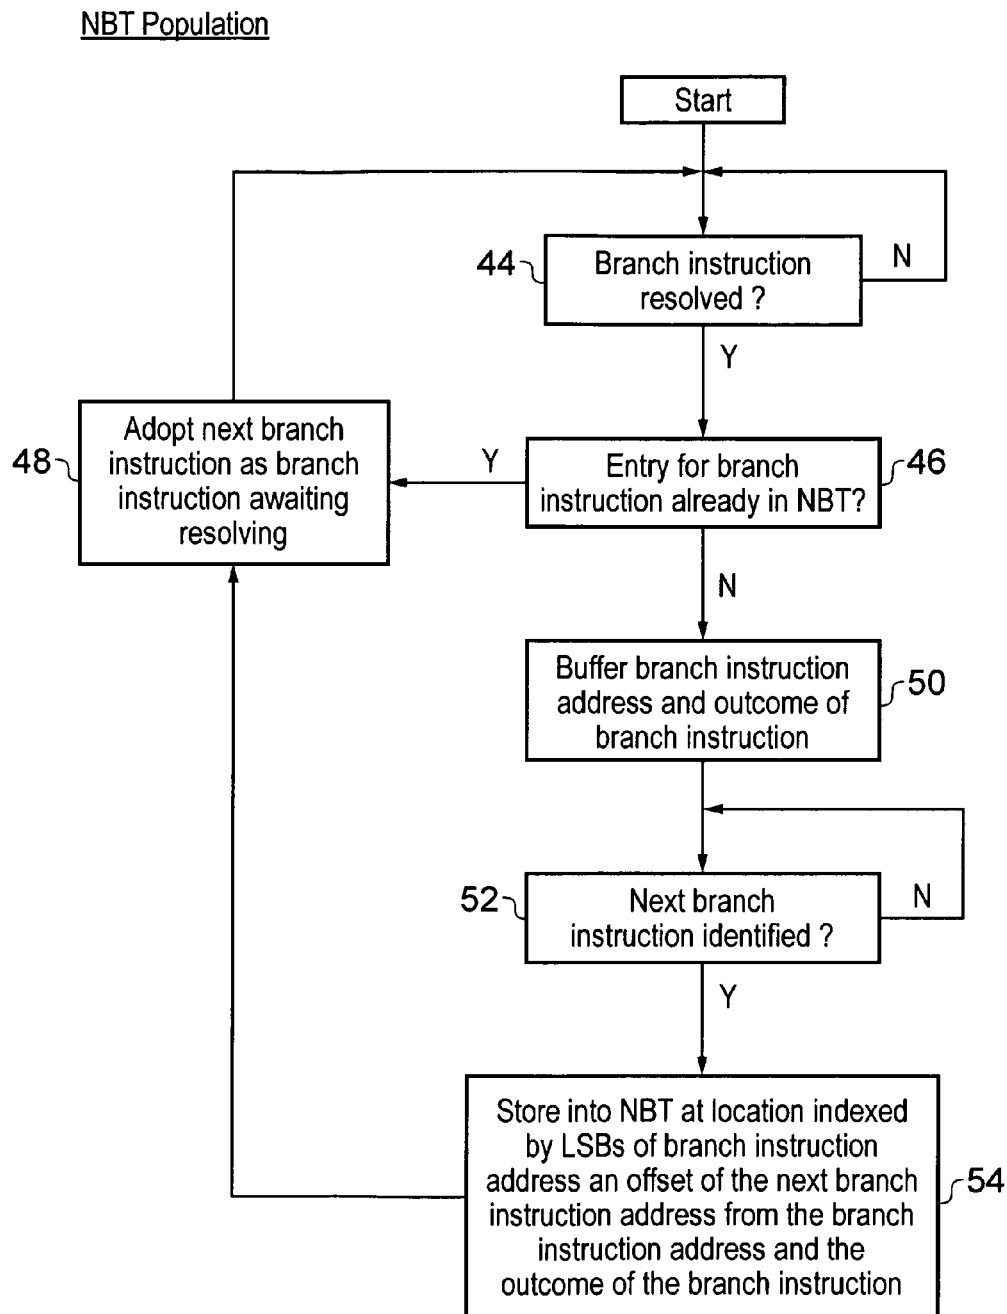 NBT Population
Start
44
Branch instruction
resolved ?
N
Y
48
Adopt next branch
instruction as branch
instruction awaiting
resolving
Y
Entry for branch
instruction already in NBT?
46
N
Buffer branch instruction
address and outcome of
branch instruction
50
52
Next branch
instruction identified ?
N
Y
Store into NBT at location indexed
by LSBs of branch instruction
address an offset of the next branch
instruction address from the branch
instruction address and the
outcome of the branch instruction
54